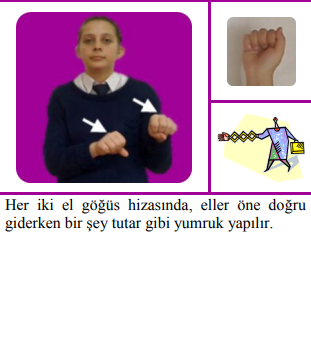 Her iki el göğüs hizasında, eller öne doğru
giderken bir şey tutar gibi yumruk yapılır.